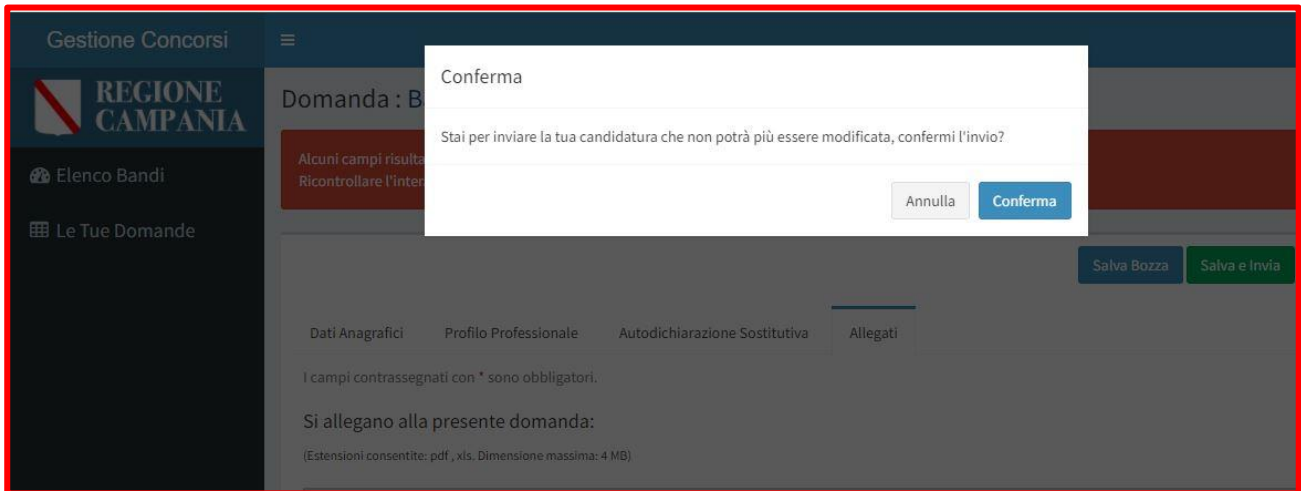 Gestione Concorsi
REGIONE
CAMPANIA
Elenco Bandi
Le Tue Domande
Conferma
Stai per inviare la tua candidatura che non potrà più essere modificata, confermi l'invio?
Annulla Conferma
Domanda : B
Alcuni campi risulta
Ricontrollare l'inter
Salva Bozza Salva e Invia
Dati Anagrafici Profilo Professionale Autodichiarazione Sostitutiva Allegati
I campi contrassegnati con * sono obbligatori.
Si allegano alla presente domanda:
(Estensioni consentite: pdf , xls. Dimensione massima: 4 MB)